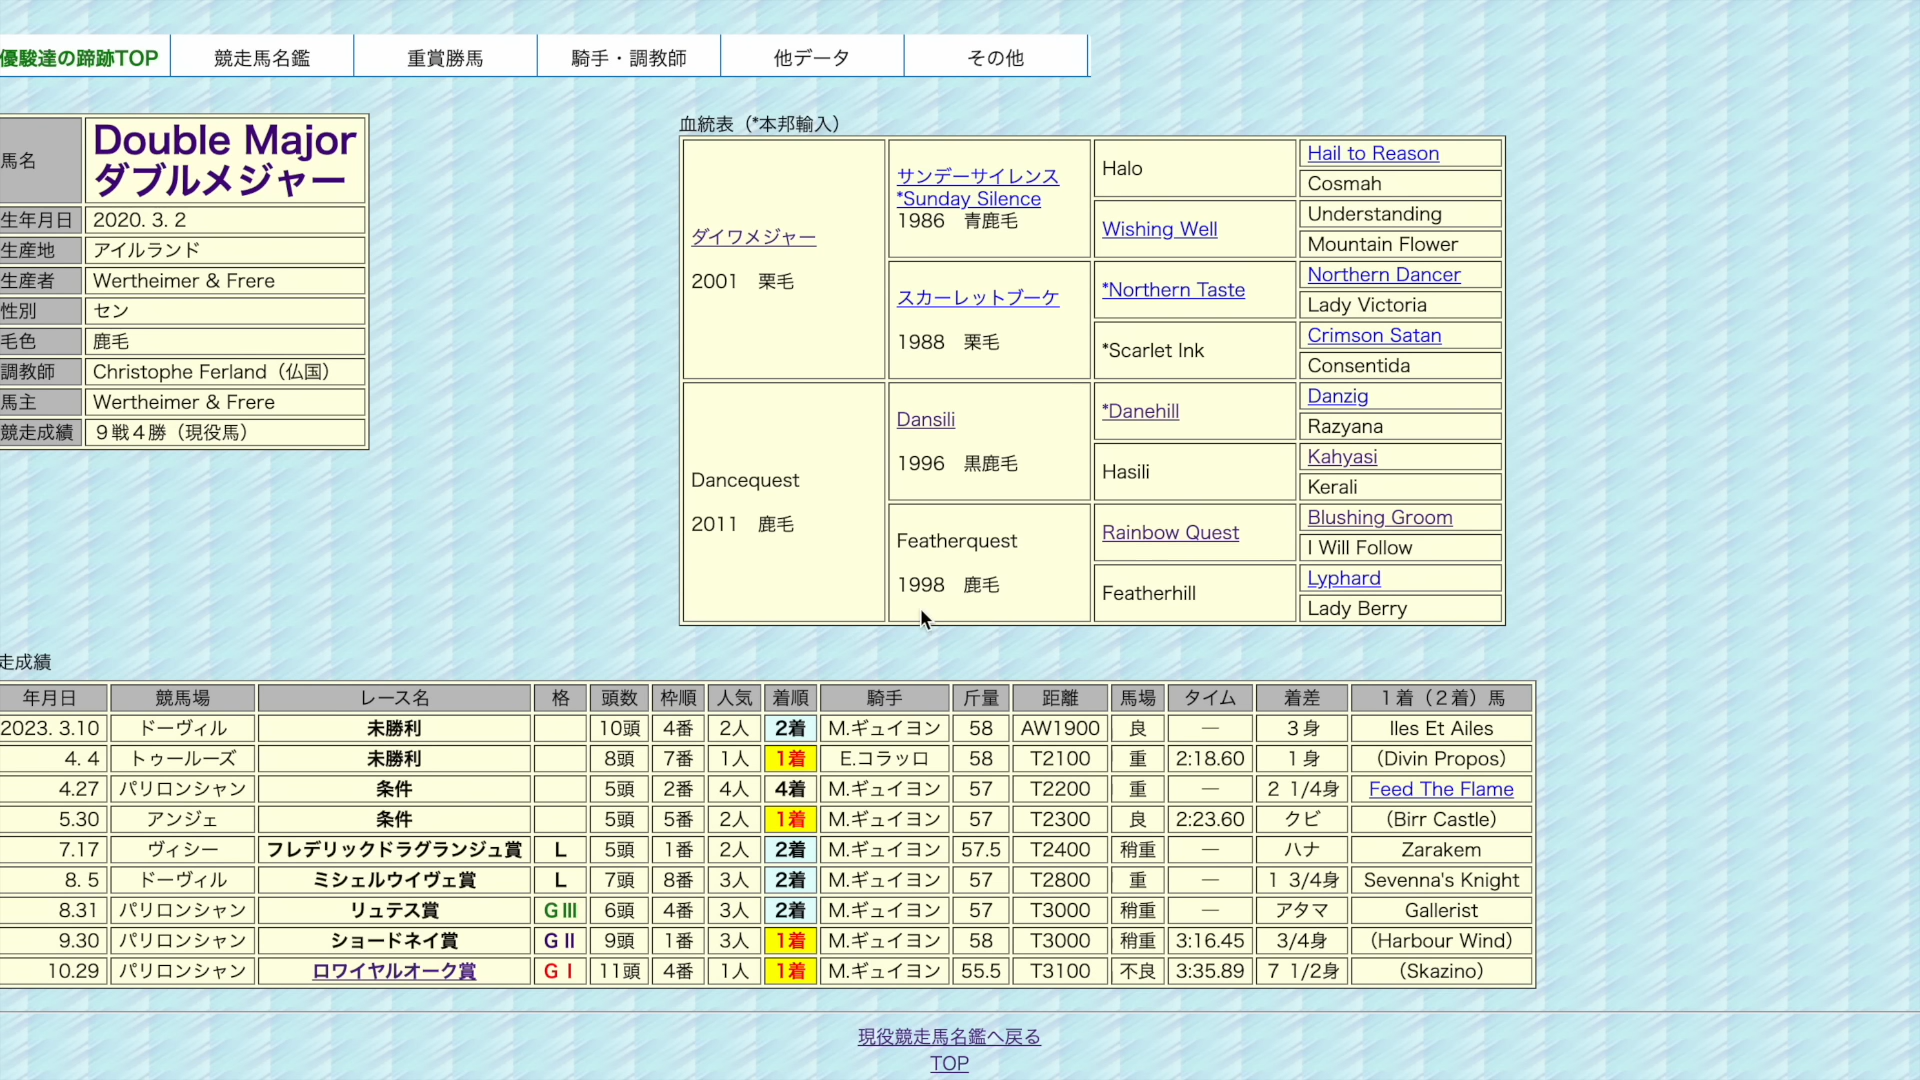 優駿達の蹄跡TOP 競走馬名鑑 重賞勝馬 騎手・調教師 他データ その他
馬名 Double Major
ダブルメジャー
生年月日 2020. 3. 2
生産地 アイルランド
生産者 Wertheimer & Frere
性別 セン
毛色 鹿毛
調教師 Christophe Ferland（仏国）
馬主 Wertheimer & Frere
競走成績 ９戦４勝（現役馬）
血統表（*本邦輸入）
ダイワメジャー
2001 栗毛
サンデーサイレンス
*Sunday Silence
1986 青鹿毛
Halo
Hail to Reason
Cosmah
Wishing Well
Understanding
Mountain Flower
スカーレットブーケ
1988 栗毛
*Northern Taste
Northern Dancer
Lady Victoria
*Scarlet Ink
Crimson Satan
Consentida
Dancequest
2011 鹿毛
Dansili
1996 黒鹿毛
*Danehill
Danzig
Razyana
Hasili
Kahyasi
Kerali
Featherquest
1998 鹿毛
Rainbow Quest
Blushing Groom
I Will Follow
Featherhill
Lyphard
Lady Berry
走成績
年月日 競馬場 レース名 格 頭数 枠順 人気 着順 騎手 斤量 距離 馬場 タイム 着差 １着（２着）馬
2023. 3.10 ドーヴィル 未勝利 10頭 4番 2人 2着 M.ギュイヨン 58 AW1900 良 ― ３身 Iles Et Ailes
4. 4 トゥールーズ 未勝利 8頭 7番 1人 1着 E.コラッロ 58 T2100 重 2:18.60 １身 （Divin Propos）
4.27 パリロンシャン 条件 5頭 2番 4人 4着 M.ギュイヨン 57 T2200 重 ― 2 1/4身 Feed The Flame
5.30 アンジェ 条件 5頭 5番 2人 1着 M.ギュイヨン 57 T2300 良 2:23.60 クビ （Birr Castle）
7.17 ヴィシー フレデリックドラグランジュ賞 L 5頭 1番 2人 2着 M.ギュイヨン 57.5 T2400 稍重 ― ハナ Zarakem
8. 5 ドーヴィル ミシェルウイヴェ賞 L 7頭 8番 3人 2着 M.ギュイヨン 57 T2800 重 ― 1 3/4身 Sevenna's Knight
8.31 パリロンシャン リュテス賞 GⅢ 6頭 4番 3人 2着 M.ギュイヨン 57 T3000 稍重 ― アタマ Gallerist
9.30 パリロンシャン ショードネイ賞 GⅡ 9頭 1番 3人 1着 M.ギュイヨン 58 T3000 稍重 3:16.45 3/4身 （Harbour Wind）
10.29 パリロンシャン ロワイヤルオーク賞 GⅠ 11頭 4番 1人 1着 M.ギュイヨン 55.5 T3100 不良 3:35.89 7 1/2身 （Skazino）
現役競走馬名鑑へ戻る
TOP